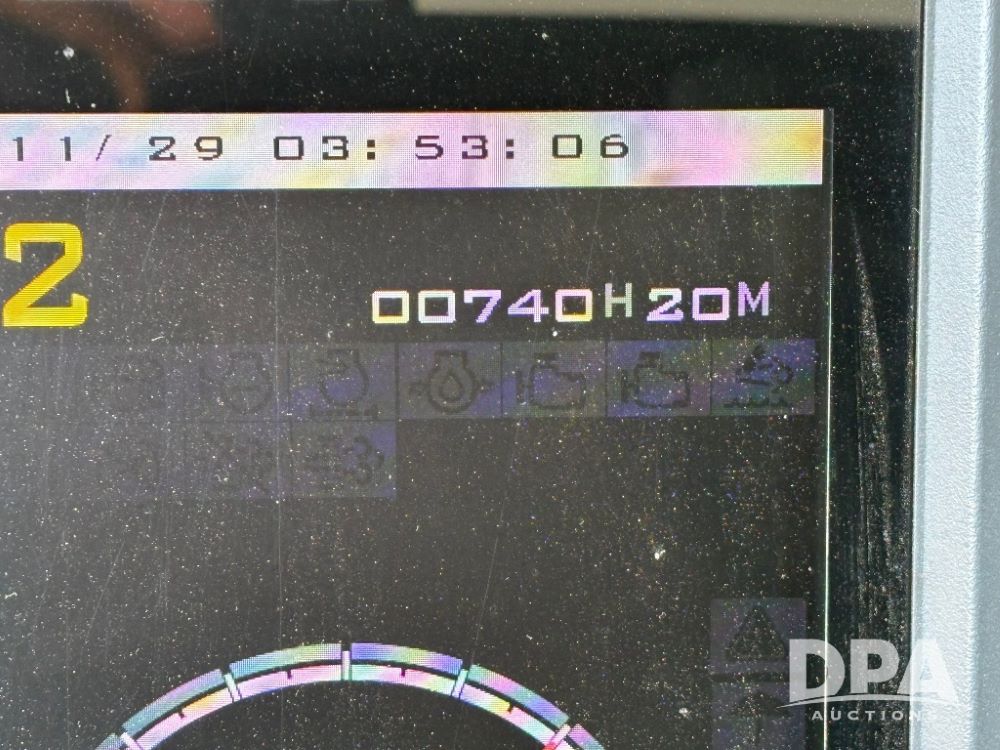 11/29 03:53:06
2
00740H20M
DPA
AUCTIONS